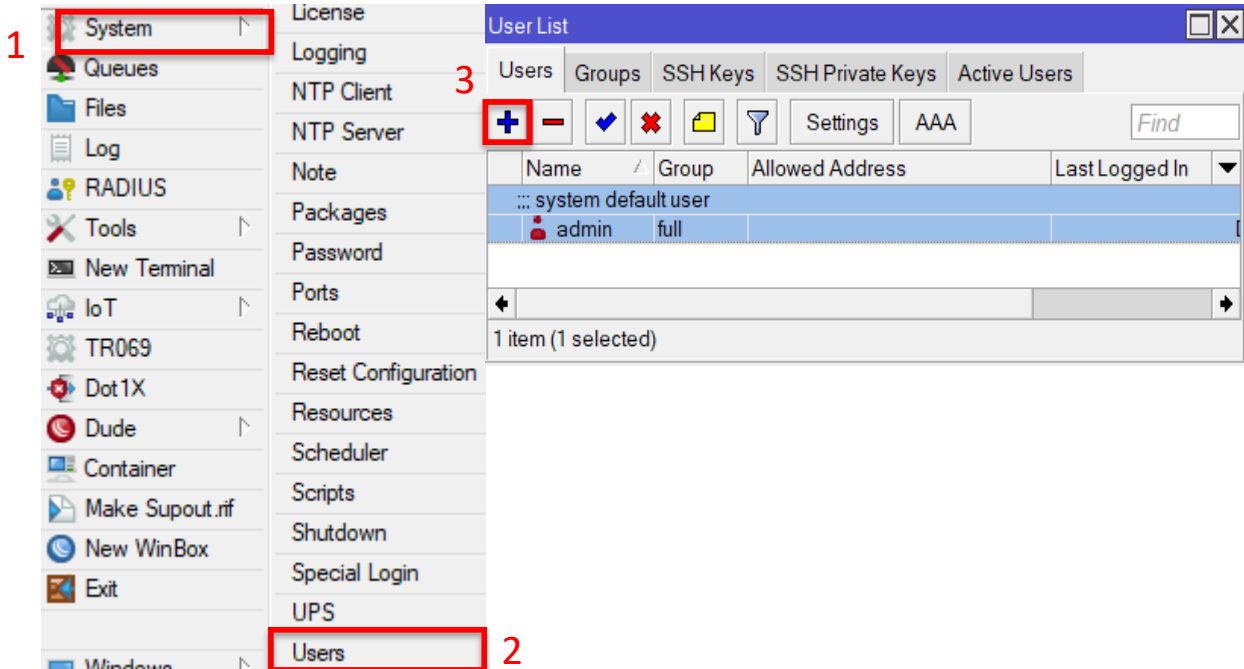 1
System
Queues
Files
Log
RADIUS
Tools
New Terminal
IoT
TR069
Dot1X
Dude
Container
Make Supout.rif
New WinBox
Exit
Windows
License
Logging
NTP Client
NTP Server
Note
Packages
Password
Ports
Reboot
Reset Configuration
Resources
Scheduler
Scripts
Shutdown
Special Login
UPS
Users
2
User List
Users Groups SSH Keys SSH Private Keys Active Users
3
Settings AAA Find
Name Group Allowed Address Last Logged In
::: system default user
admin full
1 item (1 selected)